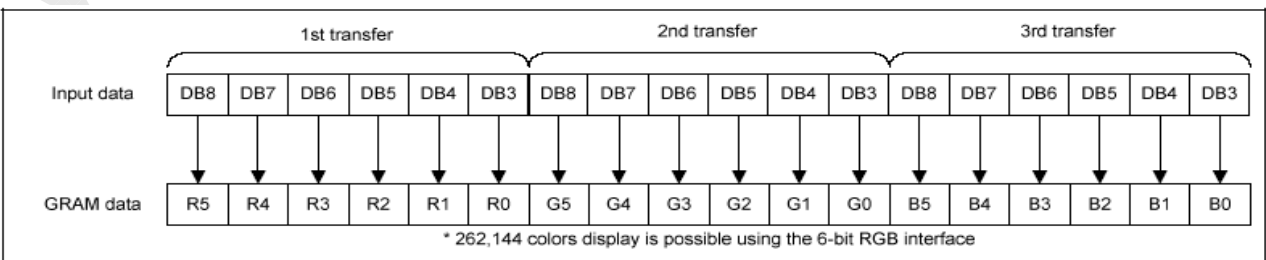 1st transfer 2nd transfer 3rd transfer
Input data DB8 DB7 DB6 DB5 DB4 DB3 DB8 DB7 DB6 DB5 DB4 DB3 DB8 DB7 DB6 DB5 DB4 DB3
GRAM data R5 R4 R3 R2 R1 R0 G5 G4 G3 G2 G1 G0 B5 B4 B3 B2 B1 B0
* 262,144 colors display is possible using the 6-bit RGB interface